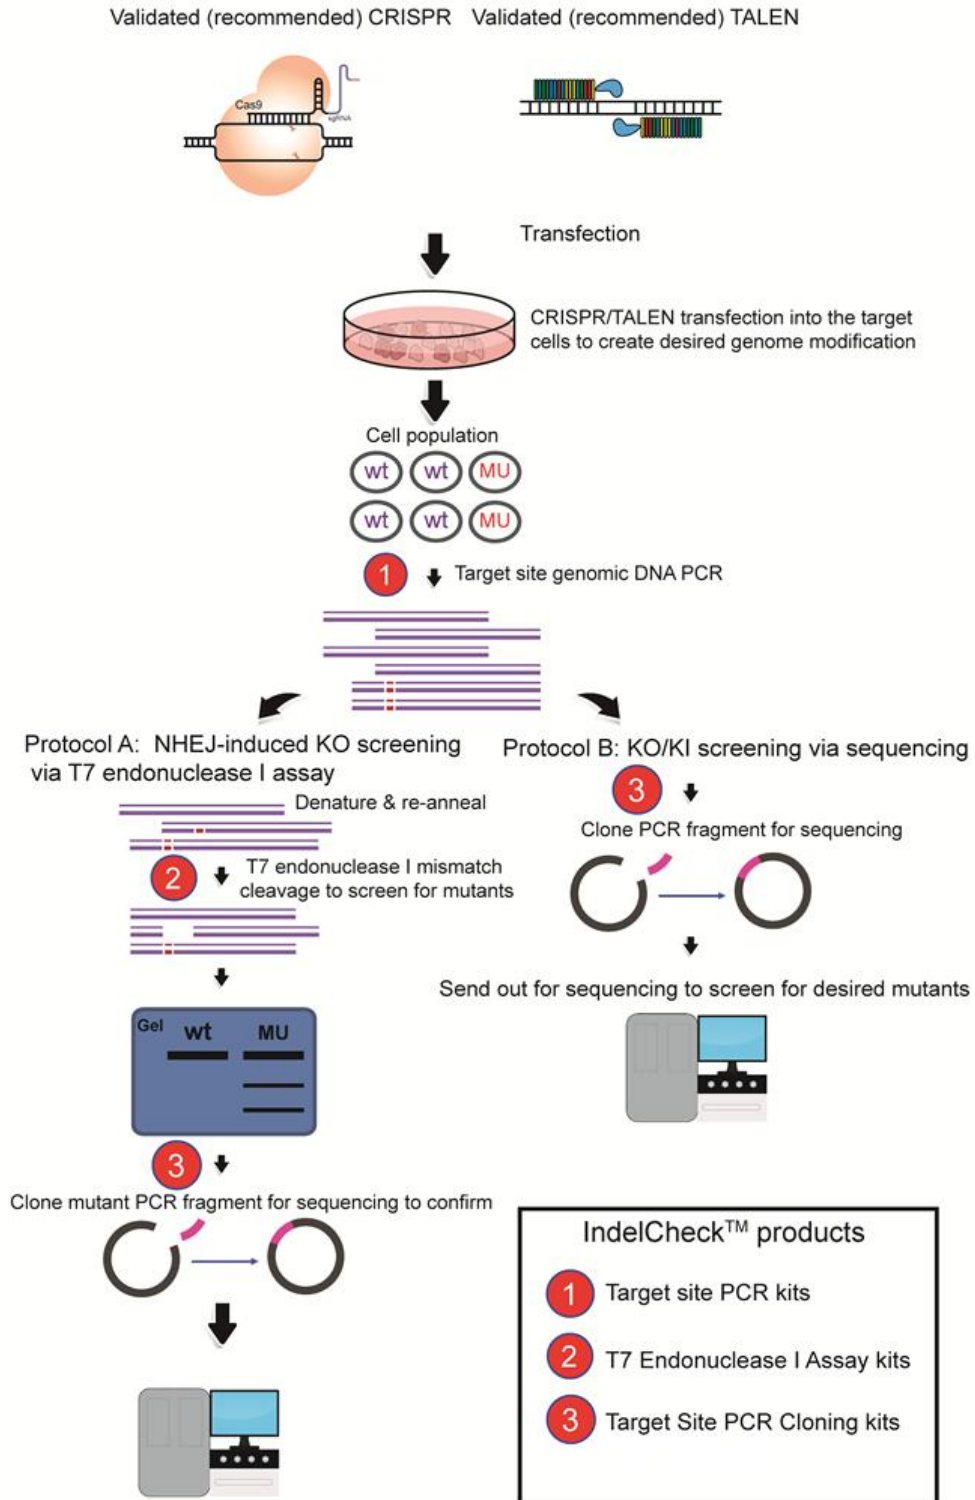 Validated (recommended) CRISPR
Validated (recommended) TALEN
Cas9
sgRNA
Transfection
CRISPR/TALEN transfection into the target
cells to create desired genome modification
Cell population
wt wt MU
wt wt MU
1
Target site genomic DNA PCR
Protocol A: NHEJ-induced KO screening
via T7 endonuclease I assay
Denature & re-anneal
2
T7 endonuclease I mismatch
cleavage to screen for mutants
Gel
wt MU
3
Clone mutant PCR fragment for sequencing to confirm
Protocol B: KO/KI screening via sequencing
3
Clone PCR fragment for sequencing
Send out for sequencing to screen for desired mutants
IndelCheck™ products
1 Target site PCR kits
2 T7 Endonuclease I Assay kits
3 Target Site PCR Cloning kits